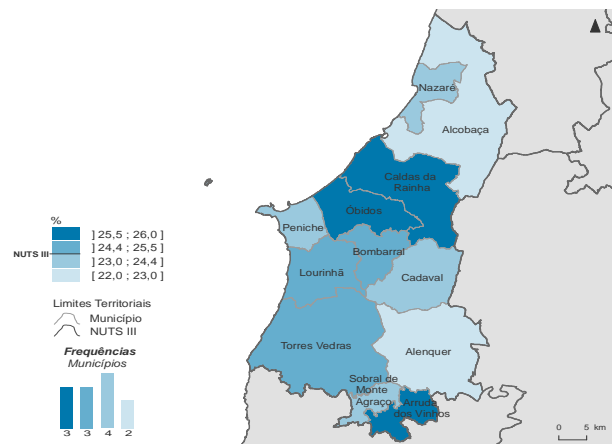 Nazaré
Alcobaça
Caldas da
Rainha
Óbidos
Peniche
Bombarral
Lourinhã
Cadaval
Torres Vedras
Alenquer
Sobral de
Monte
Agraço
Arruda
dos Vinhos
%
] 25,5 ; 26,0 ]
] 24,4 ; 25,5 ]
NUTS III
] 23,0 ; 24,4 ]
[ 22,0 ; 23,0 ]
Limites Territoriais
Município
NUTS III
Frequências
Municípios
3 3 4 2
0 5 km